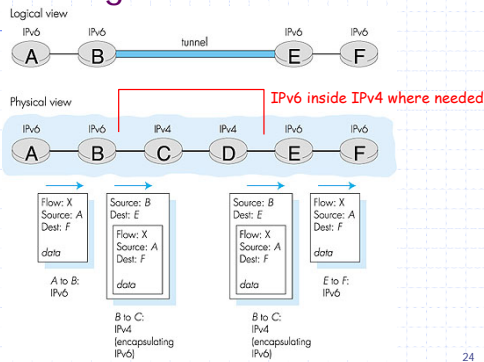 Logical view
IPv6 IPv6 tunnel IPv6 IPv6
A B E F
Physical view
IPv6 inside IPv4 where needed
IPv6 IPv6 IPv4 IPv4 IPv6 IPv6
A B C D E F
Flow: X
Source: A
Dest: F
data
A to B:
IPv6
Source: B
Dest: E
Flow: X
Source: A
Dest: F
data
B to C:
IPv4
(encapsulating
IPv6)
Source: B
Dest: E
Flow: X
Source: A
Dest: F
data
B to C:
IPv4
(encapsulating
IPv6)
Flow: X
Source: A
Dest: F
data
E to F:
IPv6
24